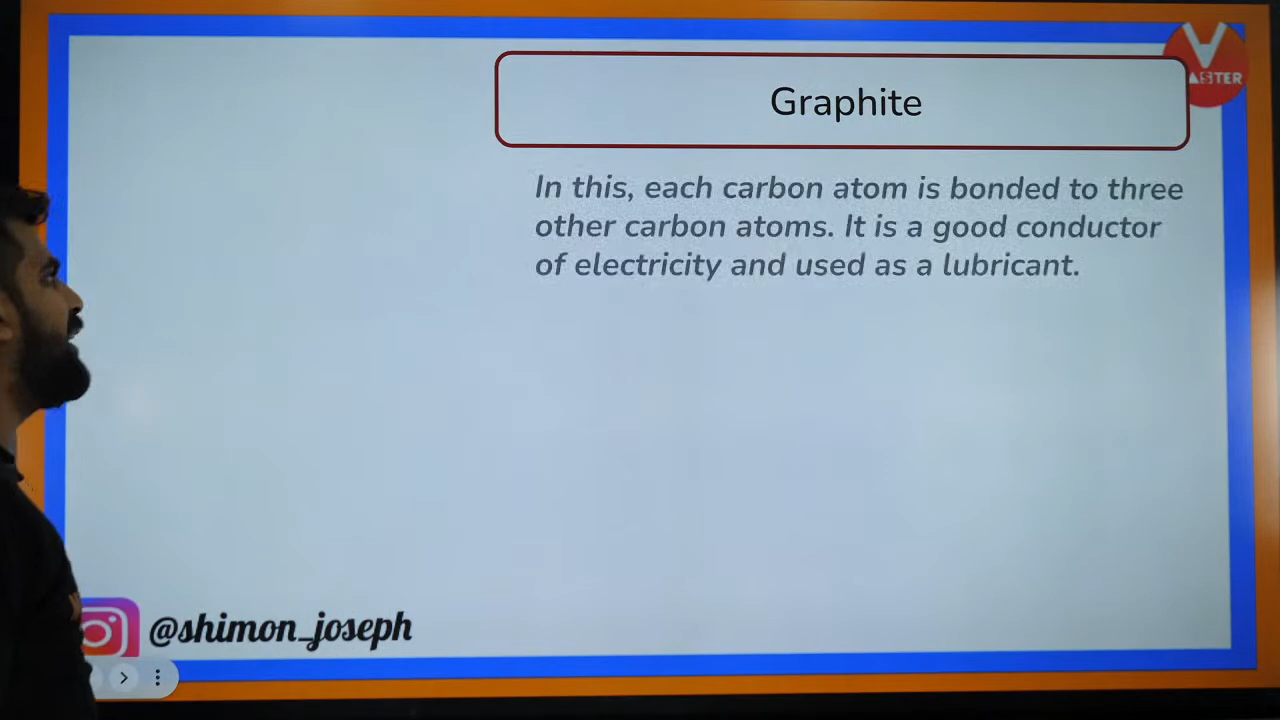 Graphite
V
MASTER
In this, each carbon atom is bonded to three
other carbon atoms. It is a good conductor
of electricity and used as a lubricant.
@shimon_joseph